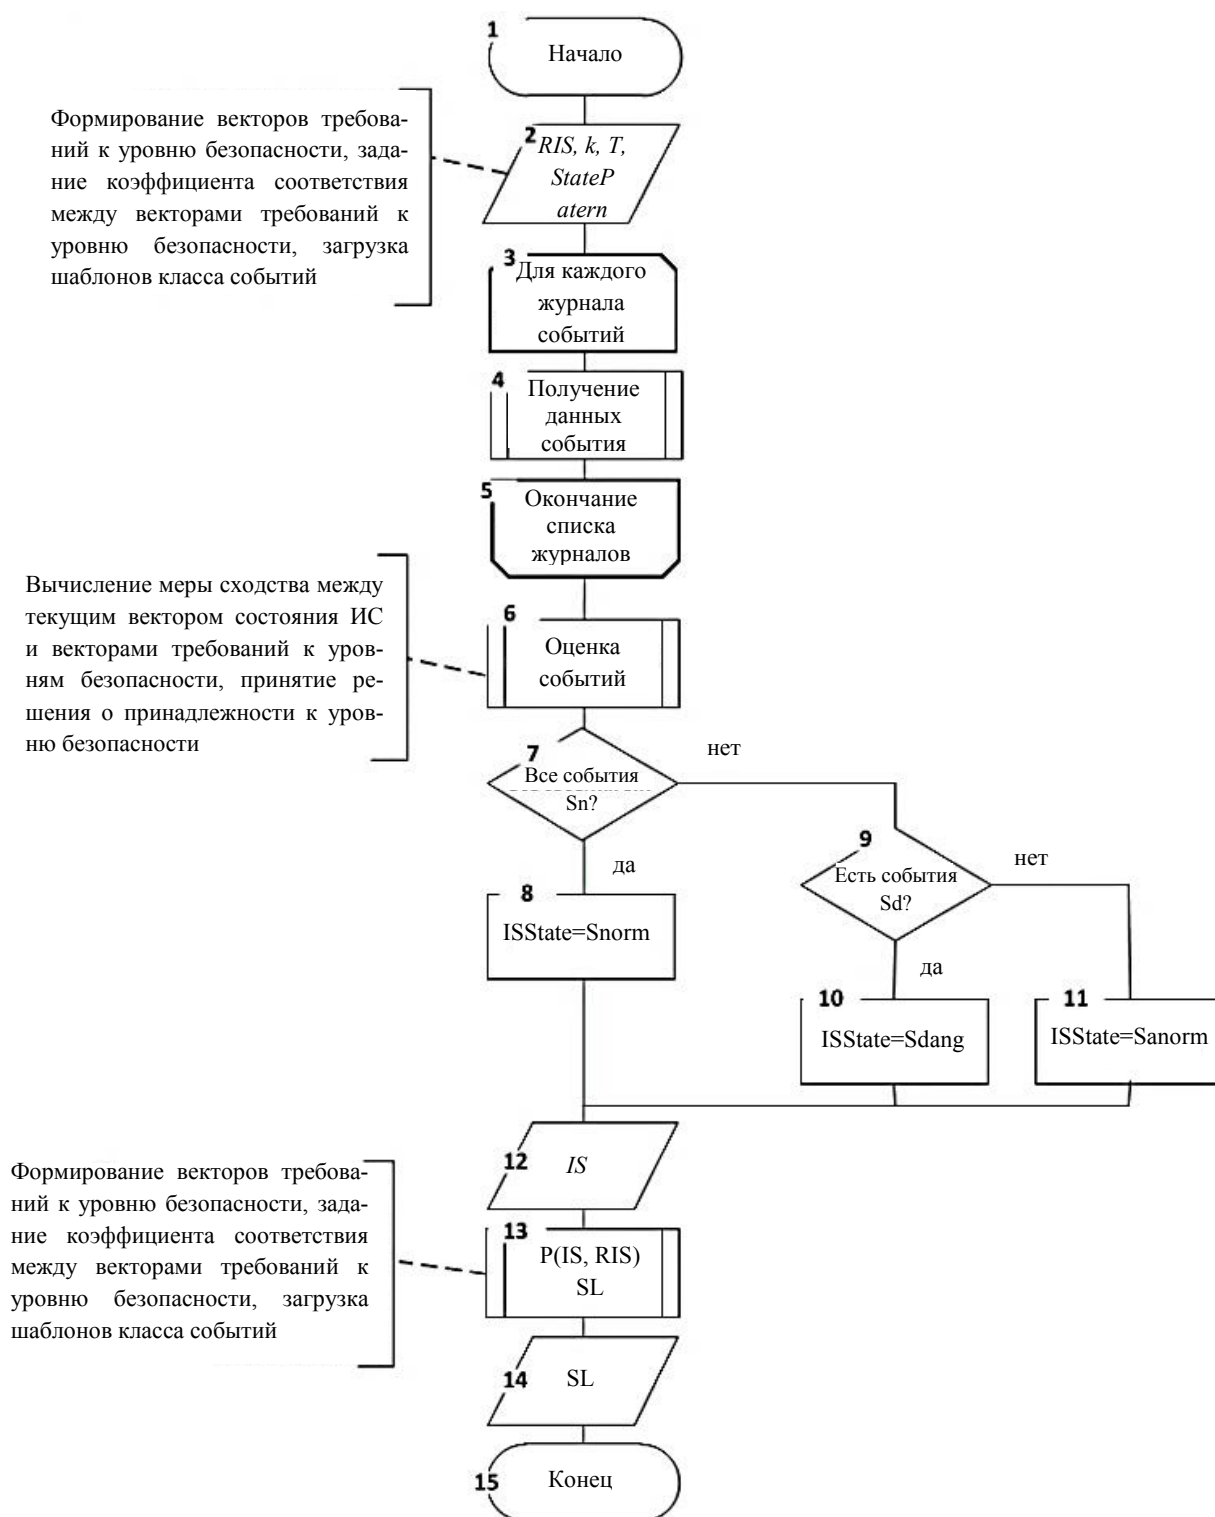 1
Начало
Формирование векторов требова-
ний к уровню безопасности, зада-
ние коэффициента соответствия
между векторами требований к
уровню безопасности, загрузка
шаблонов класса событий
2
RIS, k, T,
StateP
atern
3
Для каждого
журнала
событий
4
Получение
данных
события
5
Окончание
списка
журналов
Вычисление меры сходства между
текущим вектором состояния ИС
и векторами требований к уров-
ням безопасности, принятие ре-
шения о принадлежности к уров-
ню безопасности
6
Оценка
событий
7
Все события
Sn?
нет
да
8
ISState=Snorm
9
Есть события
Sd?
нет
да
10
ISState=Sdang
11
ISState=Sanorm
12
IS
Формирование векторов требова-
ний к уровню безопасности, зада-
ние коэффициента соответствия
между векторами требований к
уровню безопасности, загрузка
шаблонов класса событий
13
P(IS, RIS)
SL
14
SL
15
Конец